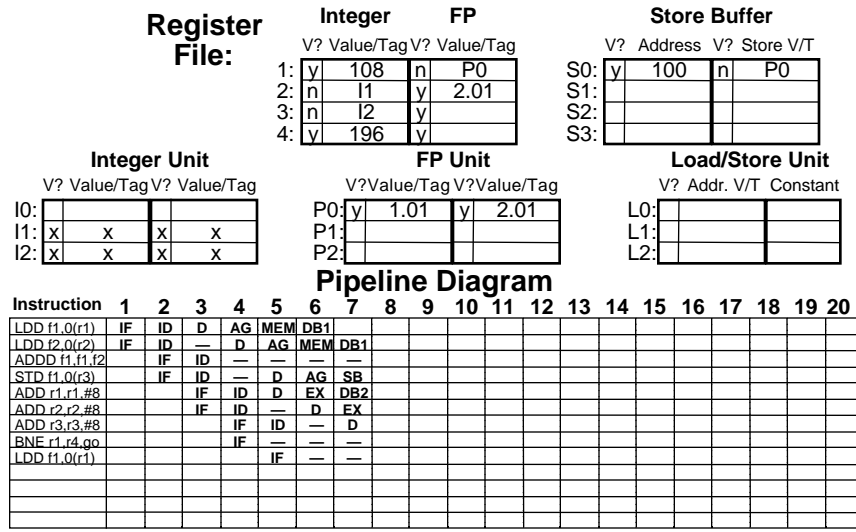 Register File:
Integer FP
V? Value/Tag V? Value/Tag
1: y 108 n P0
2: n I1 y 2.01
3: n I2 y
4: y 196 y
Store Buffer
V? Address V? Store V/T
S0: y 100 n P0
S1:
S2:
S3:
Integer Unit
V? Value/Tag V? Value/Tag
I0:
I1: x x x x
I2: x x x x
FP Unit
V?Value/Tag V?Value/Tag
P0: y 1.01 y 2.01
P1:
P2:
Load/Store Unit
V? Addr. V/T Constant
L0:
L1:
L2:
Pipeline Diagram
Instruction 1 2 3 4 5 6 7 8 9 10 11 12 13 14 15 16 17 18 19 20
LDD f1,0(r1) IF ID D AG MEM DB1
LDD f2,0(r2) IF ID — D AG MEM DB1
ADDD f1,f1,f2 IF ID — — — —
STD f1,0(r3) IF ID — D AG SB
ADD r1,r1,#8 IF ID D EX DB2
ADD r2,r2,#8 IF ID — D EX
ADD r3,r3,#8 IF ID — D
BNE r1,r4,go IF — — —
LDD f1,0(r1) IF — —